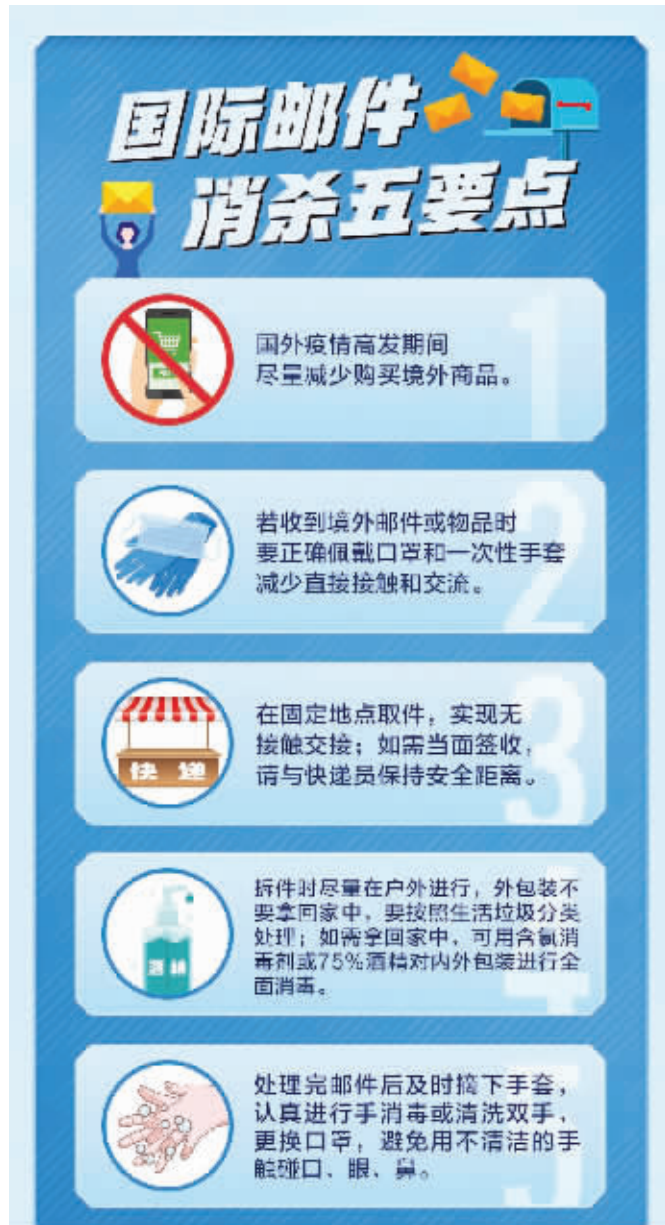 国际邮件
消杀五要点
1
国外疫情高发期间
尽量减少购买境外商品。
2
若收到境外邮件或物品时
要正确佩戴口罩和一次性手套
减少直接接触和交流。
3
快递
在固定地点取件，实现无
接触交接；如需当面签收，
请与快递员保持安全距离。
酒精
拆件时尽量在户外进行，外包装不
要拿回家中，要按照生活垃圾分类
处理；如需拿回家中，可用含氯消
毒剂或75%酒精对内外包装进行全
面消毒。
5
处理完邮件后及时摘下手套，
认真进行手消毒或清洗双手，
更换口罩，避免用不清洁的手
触碰口、眼、鼻。